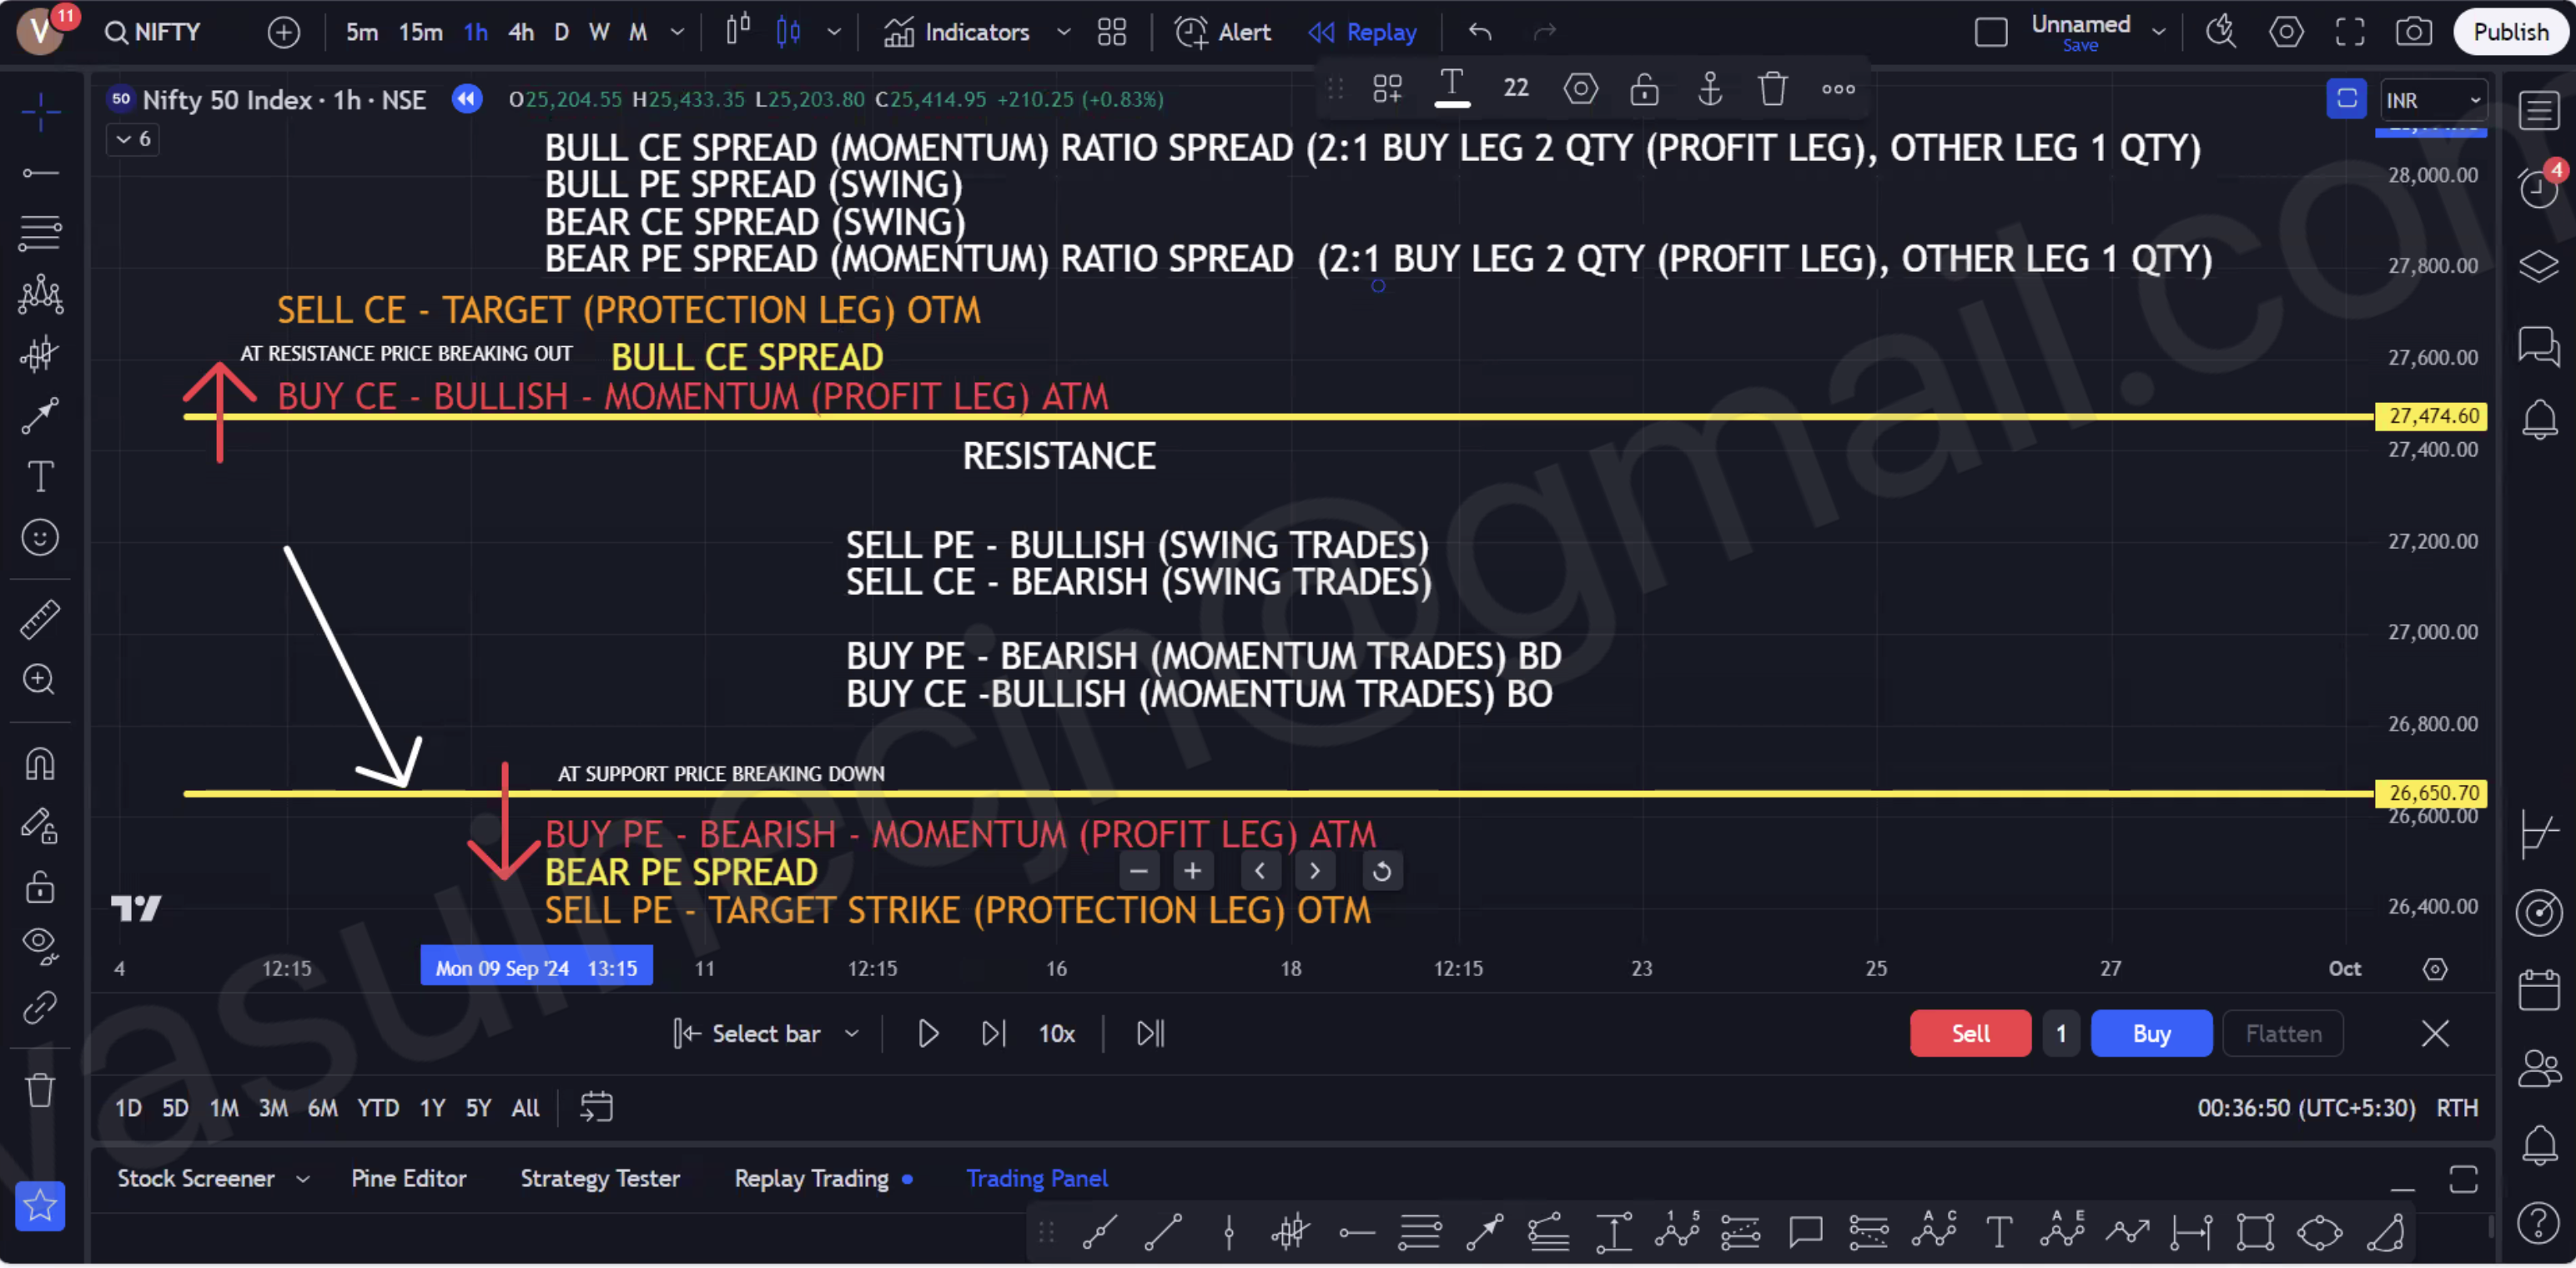 V
11
NIFTY
5m 15m 1h 4h D W M
Indicators
Alert
Replay
Unnamed
Save
Publish
50 Nifty 50 Index · 1h · NSE O25,204.55 H25,433.35 L25,203.80 C25,414.95 +210.25 (+0.83%)
T 22
INR
6
BULL CE SPREAD (MOMENTUM) RATIO SPREAD (2:1 BUY LEG 2 QTY (PROFIT LEG), OTHER LEG 1 QTY)
BULL PE SPREAD (SWING)
BEAR CE SPREAD (SWING)
BEAR PE SPREAD (MOMENTUM) RATIO SPREAD (2:1 BUY LEG 2 QTY (PROFIT LEG), OTHER LEG 1 QTY)
SELL CE - TARGET (PROTECTION LEG) OTM
AT RESISTANCE PRICE BREAKING OUT
BULL CE SPREAD
BUY CE - BULLISH - MOMENTUM (PROFIT LEG) ATM
RESISTANCE
SELL PE - BULLISH (SWING TRADES)
SELL CE - BEARISH (SWING TRADES)
BUY PE - BEARISH (MOMENTUM TRADES) BD
BUY CE -BULLISH (MOMENTUM TRADES) BO
AT SUPPORT PRICE BREAKING DOWN
BUY PE - BEARISH - MOMENTUM (PROFIT LEG) ATM
BEAR PE SPREAD
SELL PE - TARGET STRIKE (PROTECTION LEG) OTM
28,000.00
27,800.00
27,600.00
27,474.60
27,400.00
27,200.00
27,000.00
26,800.00
26,650.70
26,600.00
26,400.00
4
4 12:15 Mon 09 Sep '24 13:15 11 12:15 16 18 12:15 23 25 27 Oct
Select bar 10x
Sell 1 Buy Flatten
1D 5D 1M 3M 6M YTD 1Y 5Y All
00:36:50 (UTC+5:30) RTH
Stock Screener Pine Editor Strategy Tester Replay Trading Trading Panel
1 5 A C T A E
vasuinecjn@gmail.com